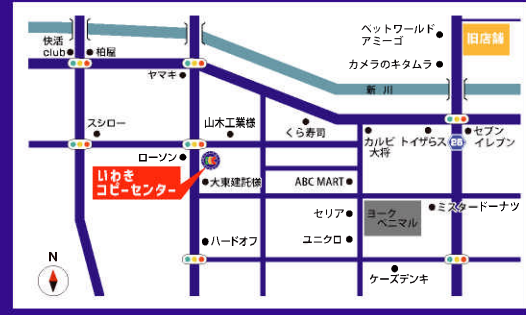 ペットワールド
アミーゴ
旧店舗
快活
club
柏屋
カメラのキタムラ
ヤマキ
新川
スシロー
山木工業様
くら寿司
カルビ
大将
トイザらス
セブン
イレブン
ローソン
いわき
コピーセンター
大東建託様
ABC MART
セリア
ヨーク
ベニマル
ミスタードーナツ
ハードオフ
ユニクロ
ケーズデンキ
N